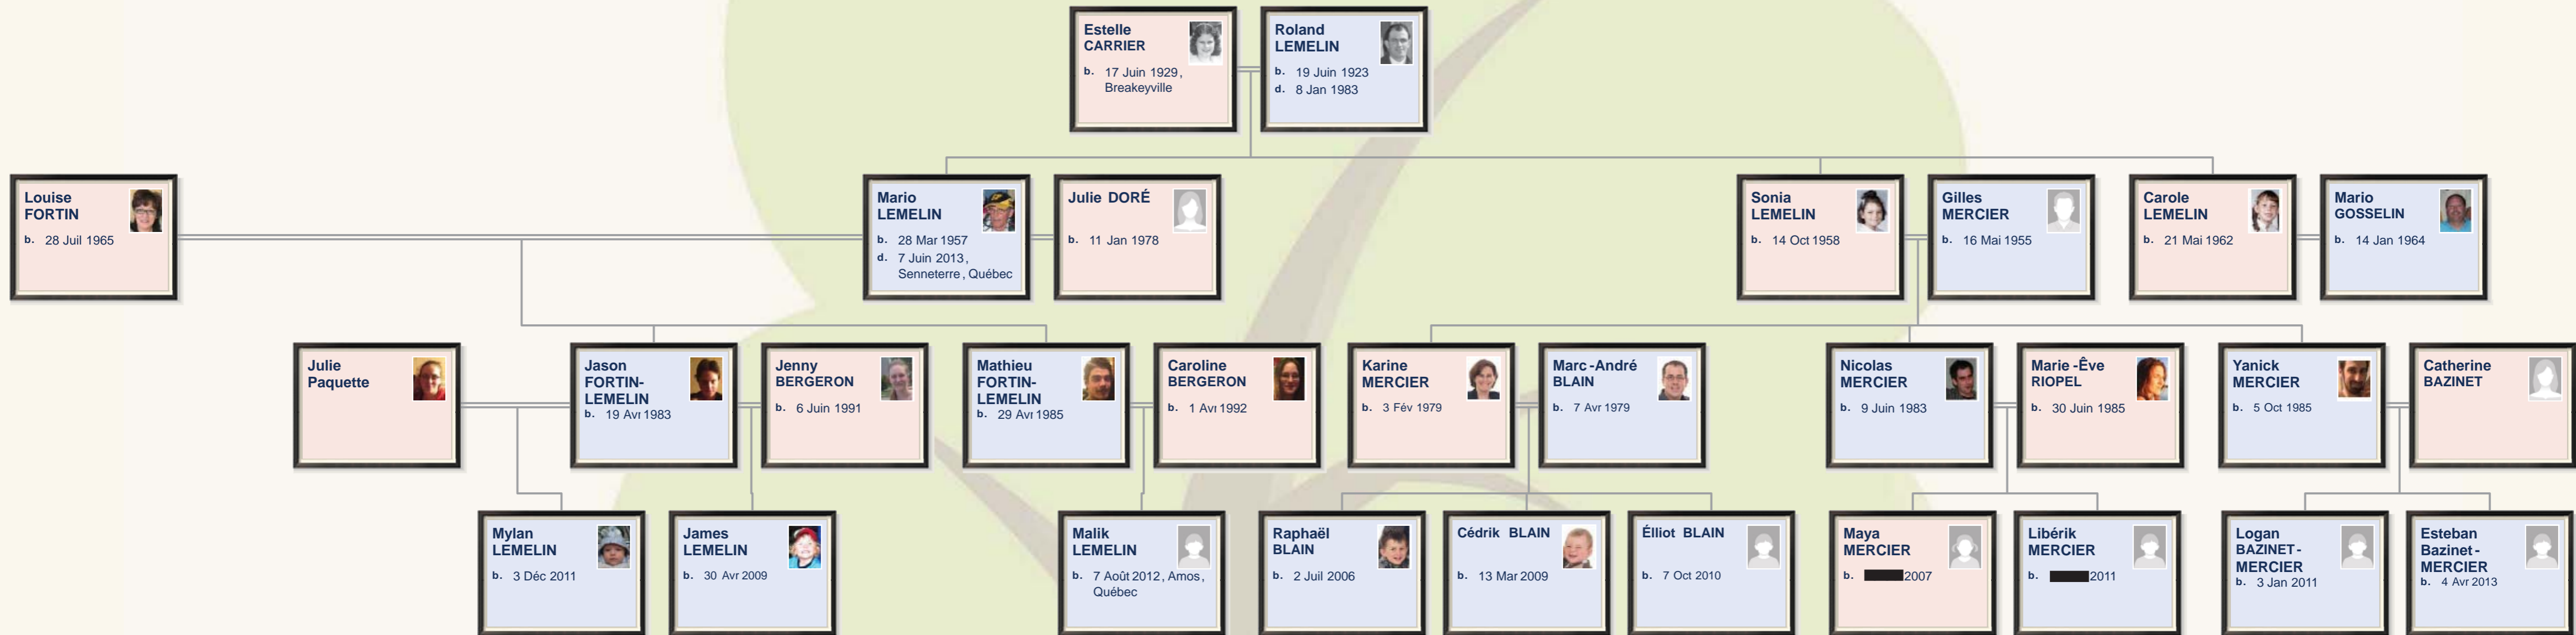 Estelle
CARRIER
b. 17 Juin 1929,
Breakeyville
Roland
LEMELIN
b. 19 Juin 1923
d. 8 Jan 1983
Louise
FORTIN
b. 28 Juil 1965
Mario
LEMELIN
b. 28 Mar 1957
d. 7 Juin 2013,
Senneterre, Québec
Julie DORÉ
b. 11 Jan 1978
Sonia
LEMELIN
b. 14 Oct 1958
Gilles
MERCIER
b. 16 Mai 1955
Carole
LEMELIN
b. 21 Mai 1962
Mario
GOSSELIN
b. 14 Jan 1964
Julie
Paquette
Jason
FORTIN-
LEMELIN
b. 19 Avr 1983
Jenny
BERGERON
b. 6 Juin 1991
Mathieu
FORTIN-
LEMELIN
b. 29 Avr 1985
Caroline
BERGERON
b. 1 Avr 1992
Karine
MERCIER
b. 3 Fév 1979
Marc-André
BLAIN
b. 7 Avr 1979
Nicolas
MERCIER
b. 9 Juin 1983
Marie-Êve
RIOPEL
b. 30 Juin 1985
Yanick
MERCIER
b. 5 Oct 1985
Catherine
BAZINET
Mylan
LEMELIN
b. 3 Déc 2011
James
LEMELIN
b. 30 Avr 2009
Malik
LEMELIN
b. 7 Août 2012, Amos,
Québec
Raphaël
BLAIN
b. 2 Juil 2006
Cédrik BLAIN
b. 13 Mar 2009
Élliot BLAIN
b. 7 Oct 2010
Maya
MERCIER
b. 2007
Libérik
MERCIER
b. 2011
Logan
BAZINET-
MERCIER
b. 3 Jan 2011
Esteban
Bazinet-
MERCIER
b. 4 Avr 2013